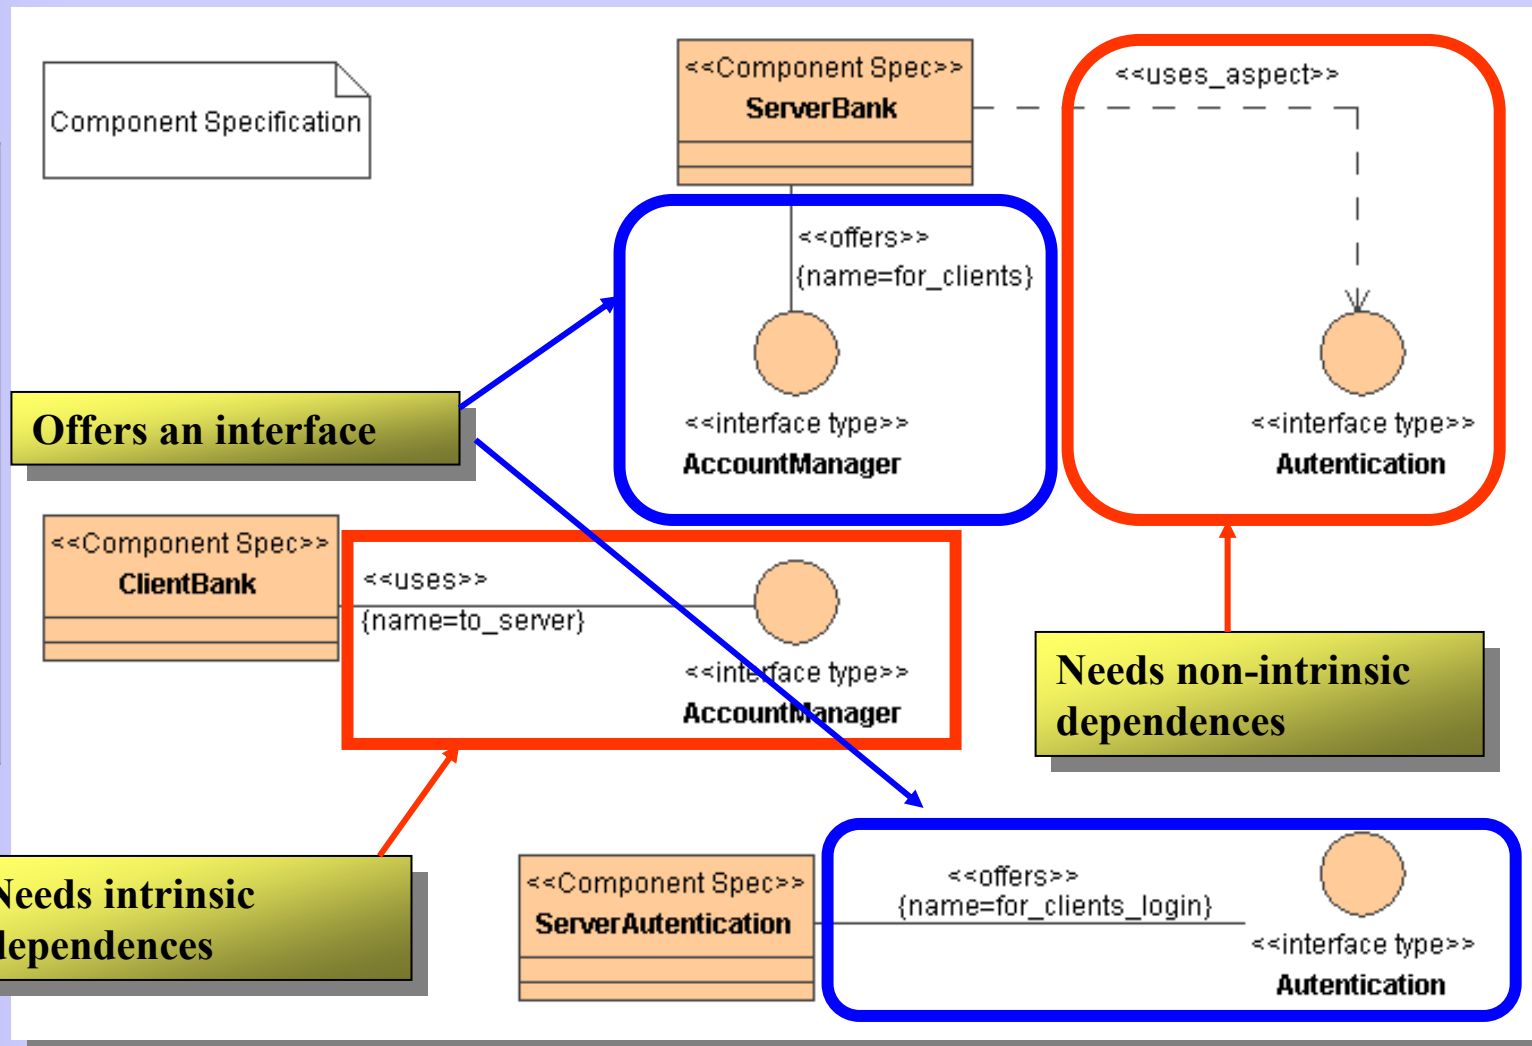 Component Specification
<<Component Spec>>
ServerBank
<<uses_aspect>>
<<offers>>
{name=for_clients}
<<interface type>>
AccountManager
<<interface type>>
Autentication
Offers an interface
<<Component Spec>>
ClientBank
<<uses>>
{name=to_server}
<<interface type>>
AccountManager
Needs non-intrinsic
dependences
Needs intrinsic
dependences
<<Component Spec>>
ServerAutentication
<<offers>>
{name=for_clients_login}
<<interface type>>
Autentication